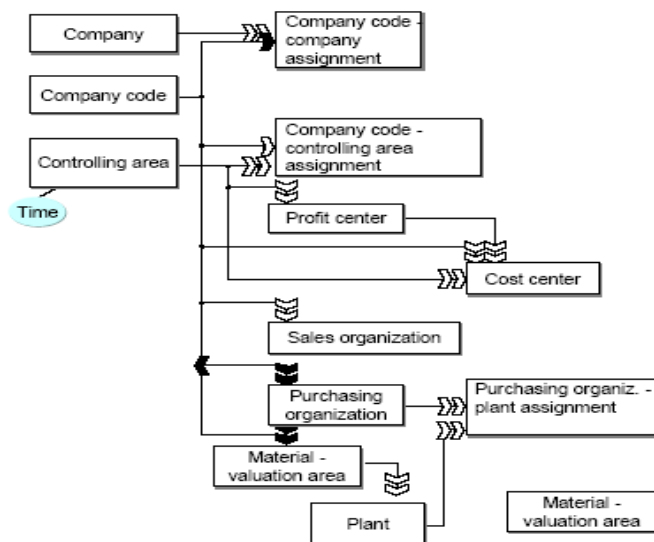 Company
Company code -
company
assignment
Company code
Company code -
controlling area
assignment
Controlling area
Time
Profit center
Cost center
Sales organization
Purchasing
organization
Purchasing organiz. -
plant assignment
Material -
valuation area
Plant
Material -
valuation area